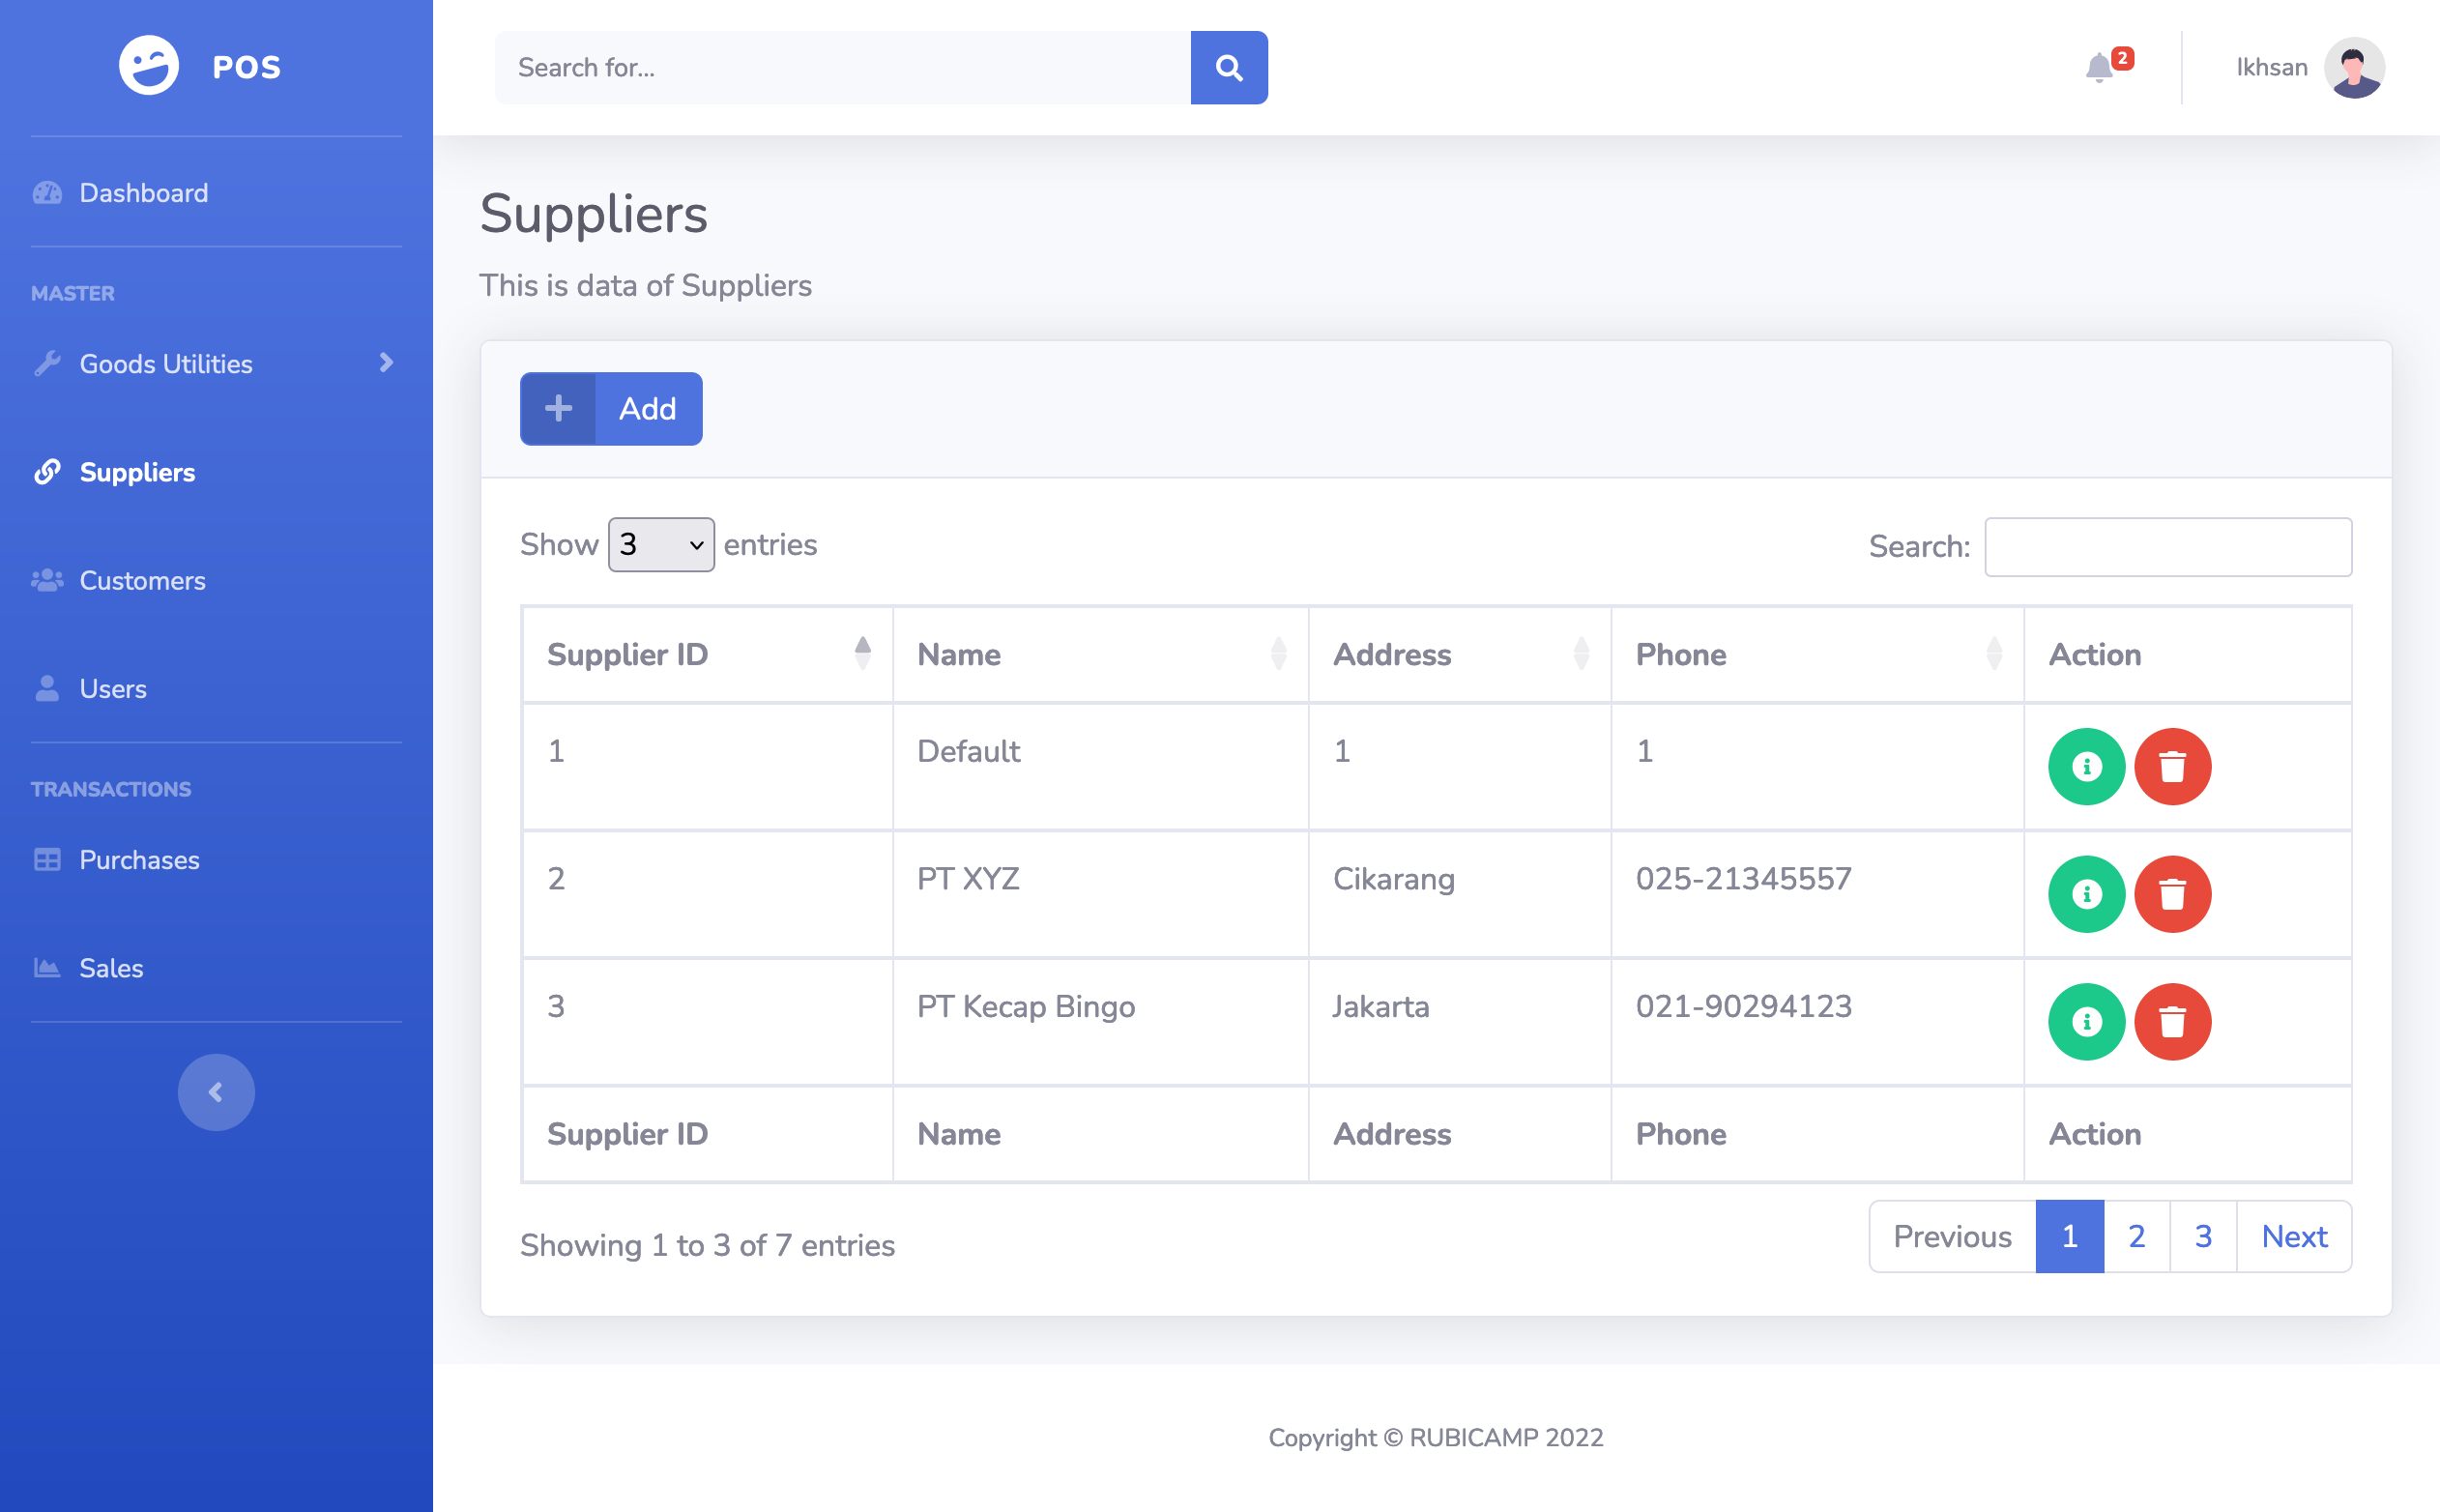 POS
Search for...
2
Ikhsan
Dashboard
MASTER
Goods Utilities
Suppliers
Customers
Users
TRANSACTIONS
Purchases
Sales
Suppliers
This is data of Suppliers
Add
Show 3 entries
Search:
Supplier ID Name Address Phone Action
1 Default 1 1
2 PT XYZ Cikarang 025-21345557
3 PT Kecap Bingo Jakarta 021-90294123
Supplier ID Name Address Phone Action
Showing 1 to 3 of 7 entries
Previous 1 2 3 Next
Copyright © RUBICAMP 2022